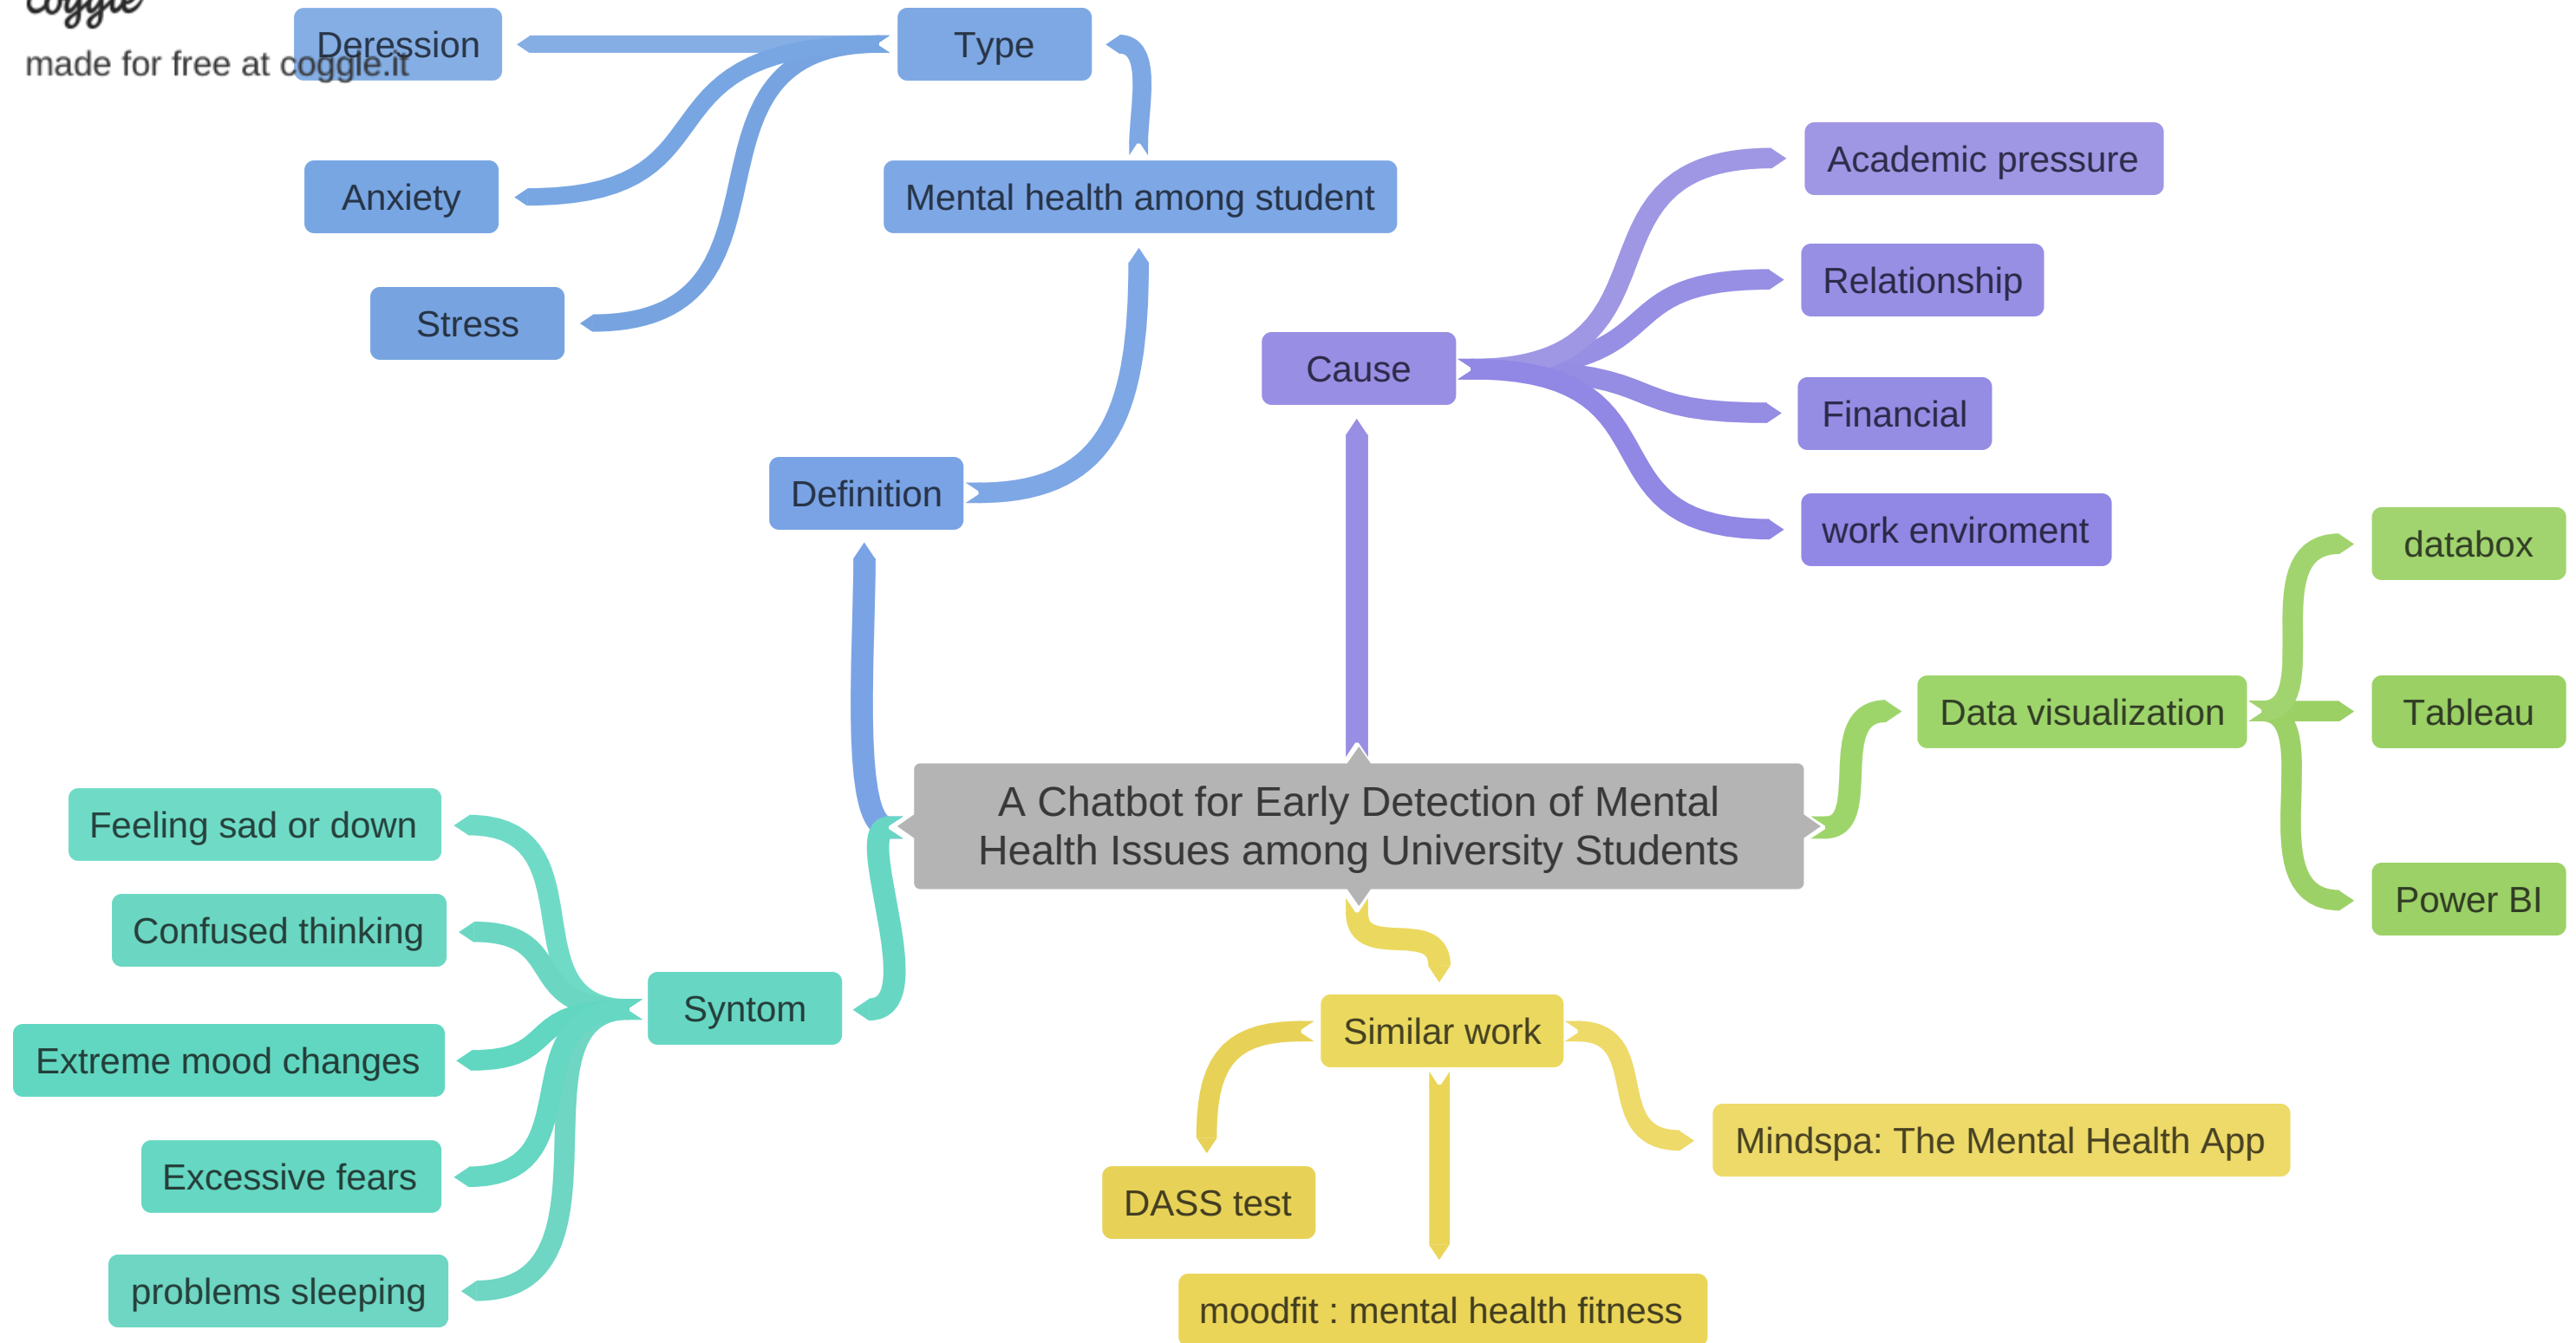 coggle
made for free at coggle.it
Deression
Type
Anxiety
Mental health among student
Stress
Definition
Cause
Academic pressure
Relationship
Financial
work enviroment
databox
Data visualization
Tableau
Power BI
A Chatbot for Early Detection of Mental
Health Issues among University Students
Feeling sad or down
Confused thinking
Syntom
Extreme mood changes
Excessive fears
problems sleeping
Similar work
Mindspa: The Mental Health App
DASS test
moodfit : mental health fitness